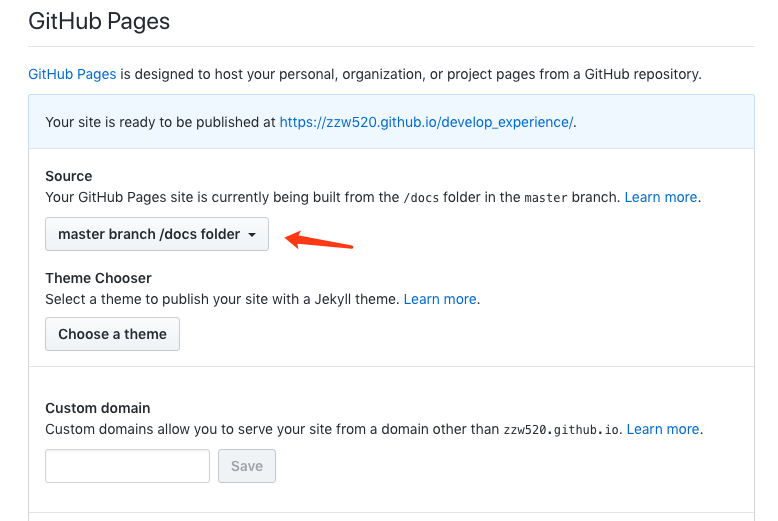 GitHub Pages
GitHub Pages is designed to host your personal, organization, or project pages from a GitHub repository.
Your site is ready to be published at https://zzw520.github.io/develop_experience/.
Source
Your GitHub Pages site is currently being built from the /docs folder in the master branch. Learn more.
master branch /docs folder
Theme Chooser
Select a theme to publish your site with a Jekyll theme. Learn more.
Choose a theme
Custom domain
Custom domains allow you to serve your site from a domain other than zzw520.github.io. Learn more.
Save